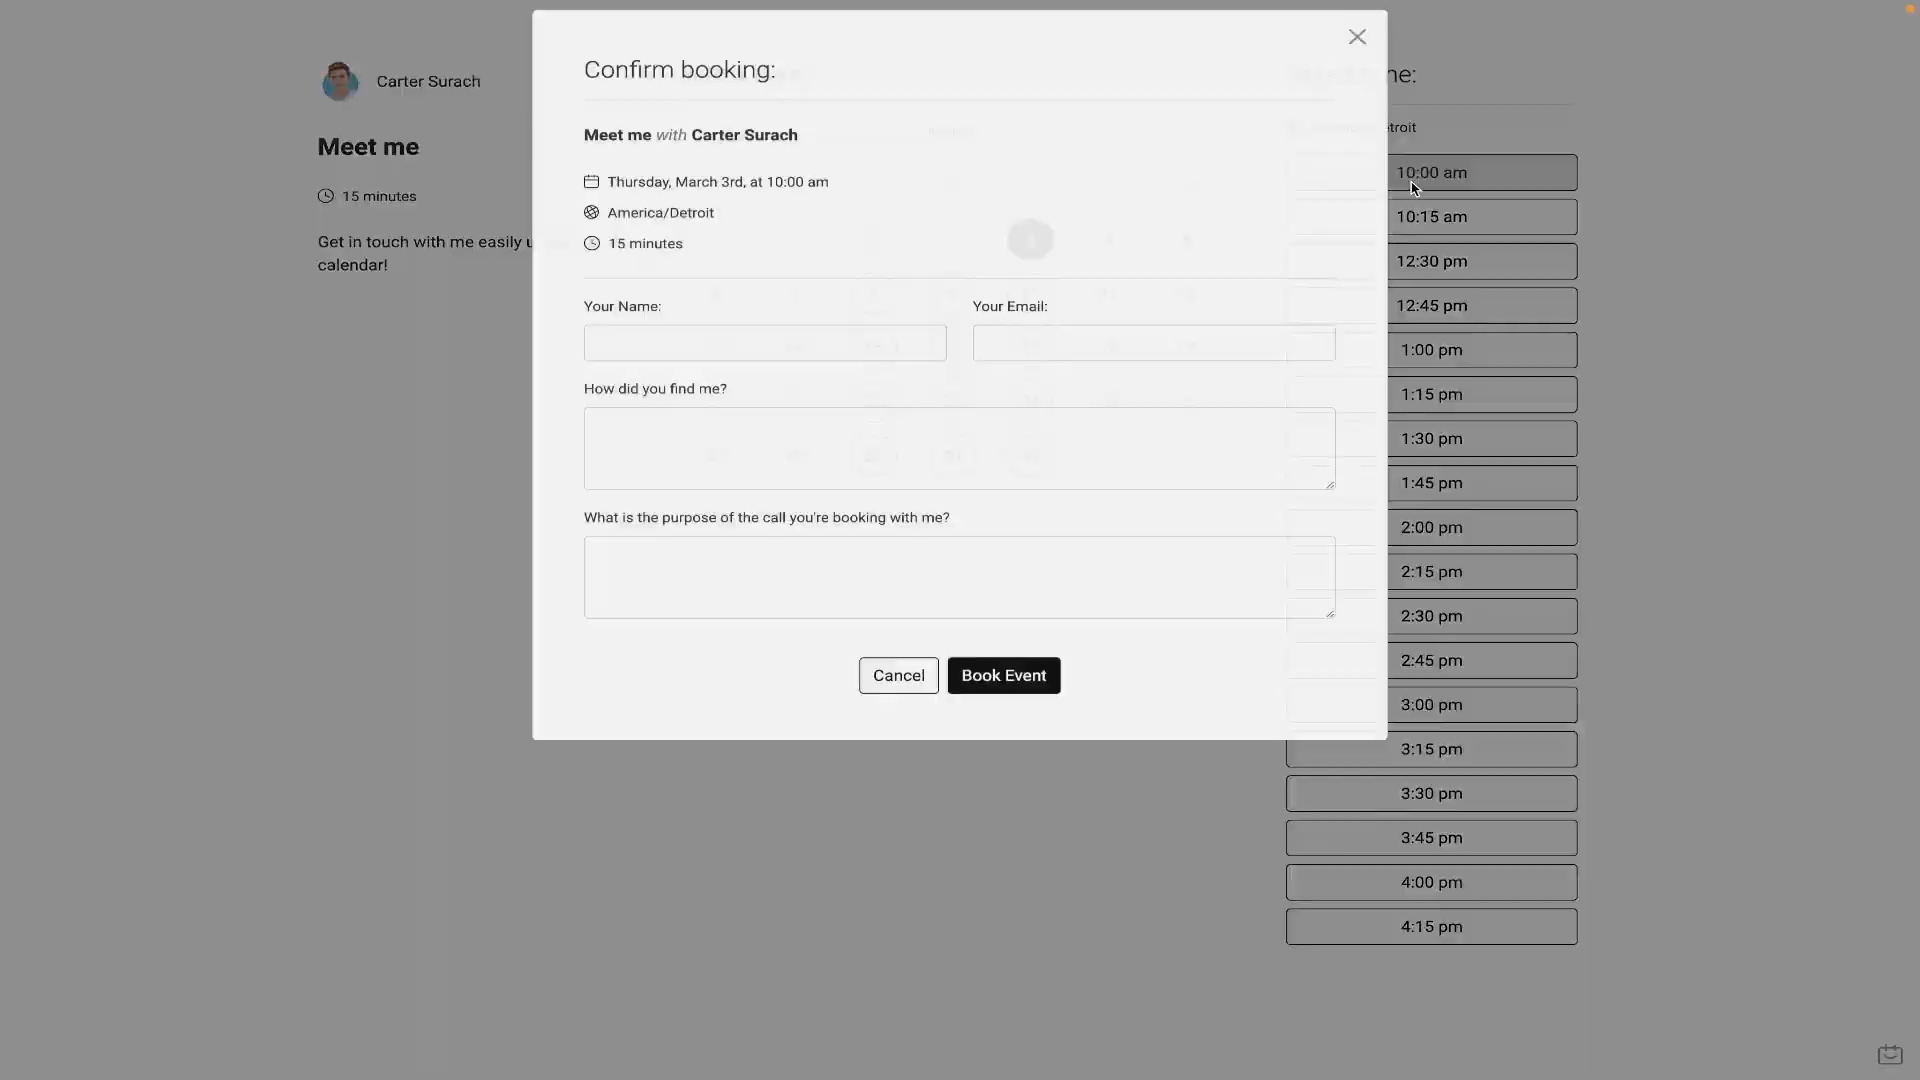 Carter Surach
Meet me
15 minutes
Get in touch with me easily u
calendar!
Confirm booking:
Meet me with Carter Surach
Thursday, March 3rd, at 10:00 am
America/Detroit
15 minutes
Your Name:
Your Email:
How did you find me?
What is the purpose of the call you're booking with me?
Cancel
Book Event
ne:
etroit
10:00 am
10:15 am
12:30 pm
12:45 pm
1:00 pm
1:15 pm
1:30 pm
1:45 pm
2:00 pm
2:15 pm
2:30 pm
2:45 pm
3:00 pm
3:15 pm
3:30 pm
3:45 pm
4:00 pm
4:15 pm